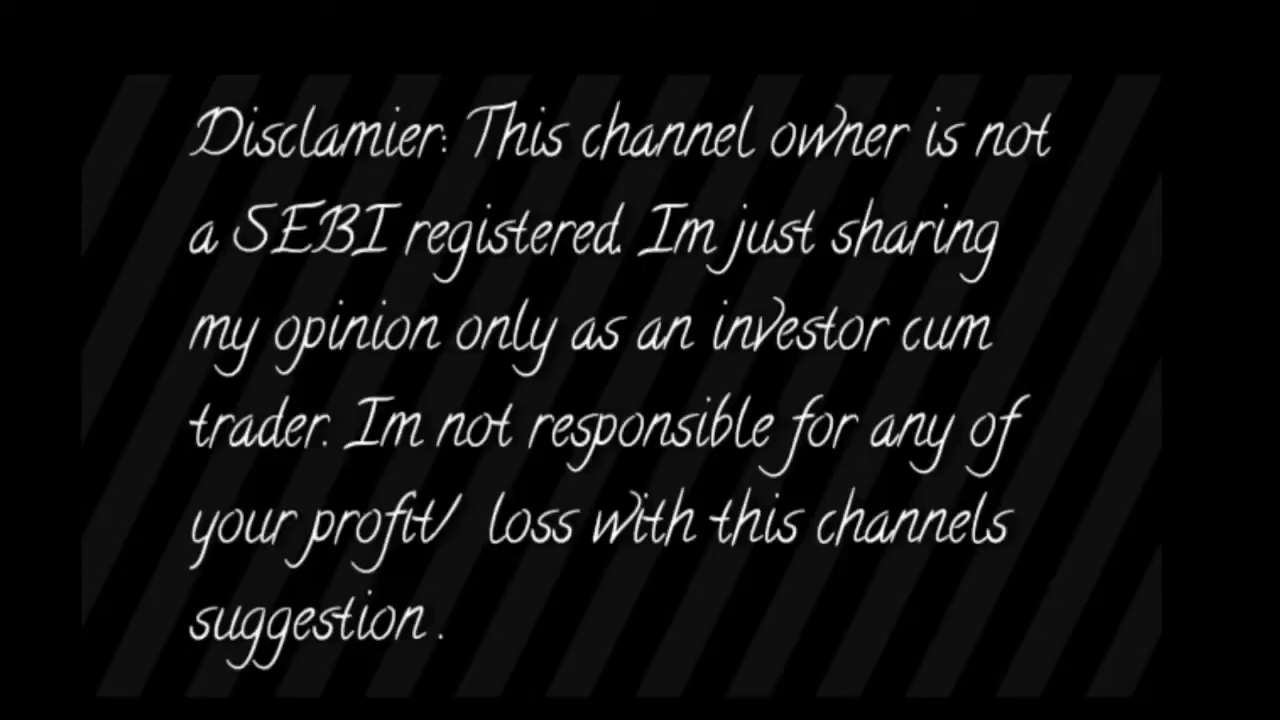 Disclamier: This channel owner is not
a SEBI registered. Im just sharing
my opinion only as an investor cum
trader. Im not responsible for any of
your profit/ loss with this channels
suggestion .